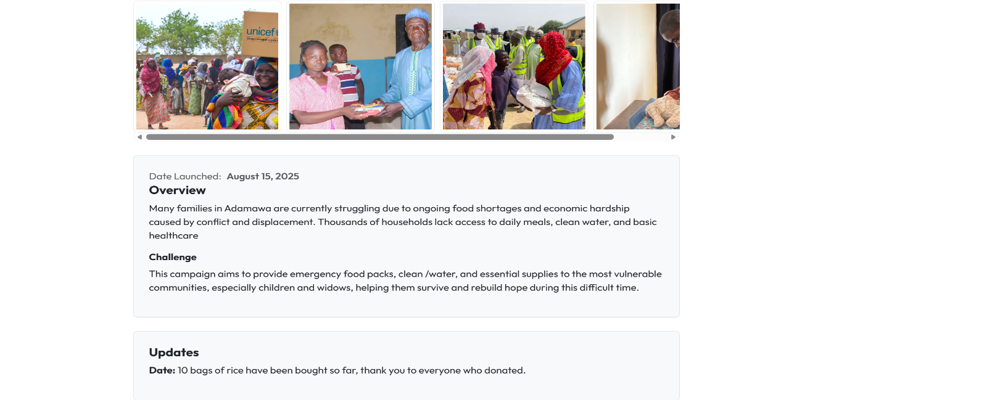 unicef
Date Launched: August 15, 2025
Overview
Many families in Adamawa are currently struggling due to ongoing food shortages and economic hardship
caused by conflict and displacement. Thousands of households lack access to daily meals, clean water, and basic
healthcare
Challenge
This campaign aims to provide emergency food packs, clean /water, and essential supplies to the most vulnerable
communities, especially children and widows, helping them survive and rebuild hope during this difficult time.
Updates
Date: 10 bags of rice have been bought so far, thank you to everyone who donated.